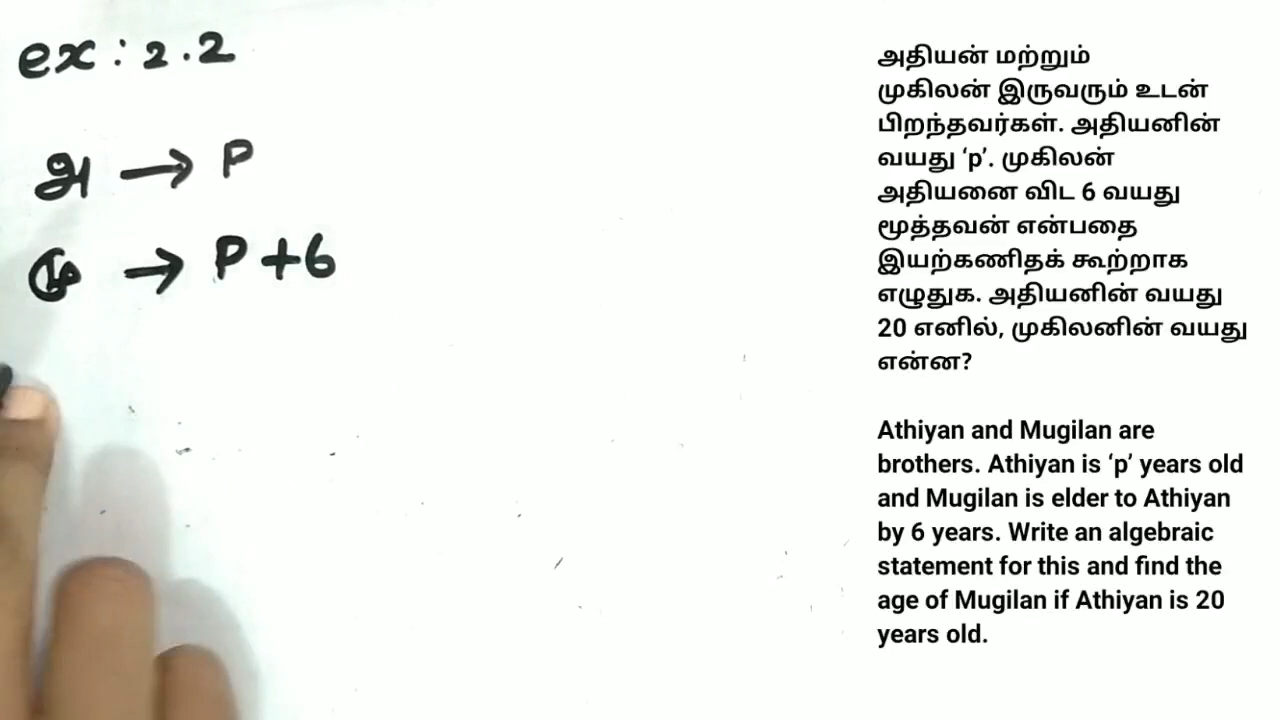 ex : 2.2
அ → P
மு → P + 6
அதியன் மற்றும்
முகிலன் இருவரும் உடன்
பிறந்தவர்கள். அதியனின்
வயது ‘p’. முகிலன்
அதியனை விட 6 வயது
மூத்தவன் என்பதை
இயற்கணிதக் கூற்றாக
எழுதுக. அதியனின் வயது
20 எனில், முகிலனின் வயது
என்ன?
Athiyan and Mugilan are
brothers. Athiyan is ‘p’ years old
and Mugilan is elder to Athiyan
by 6 years. Write an algebraic
statement for this and find the
age of Mugilan if Athiyan is 20
years old.